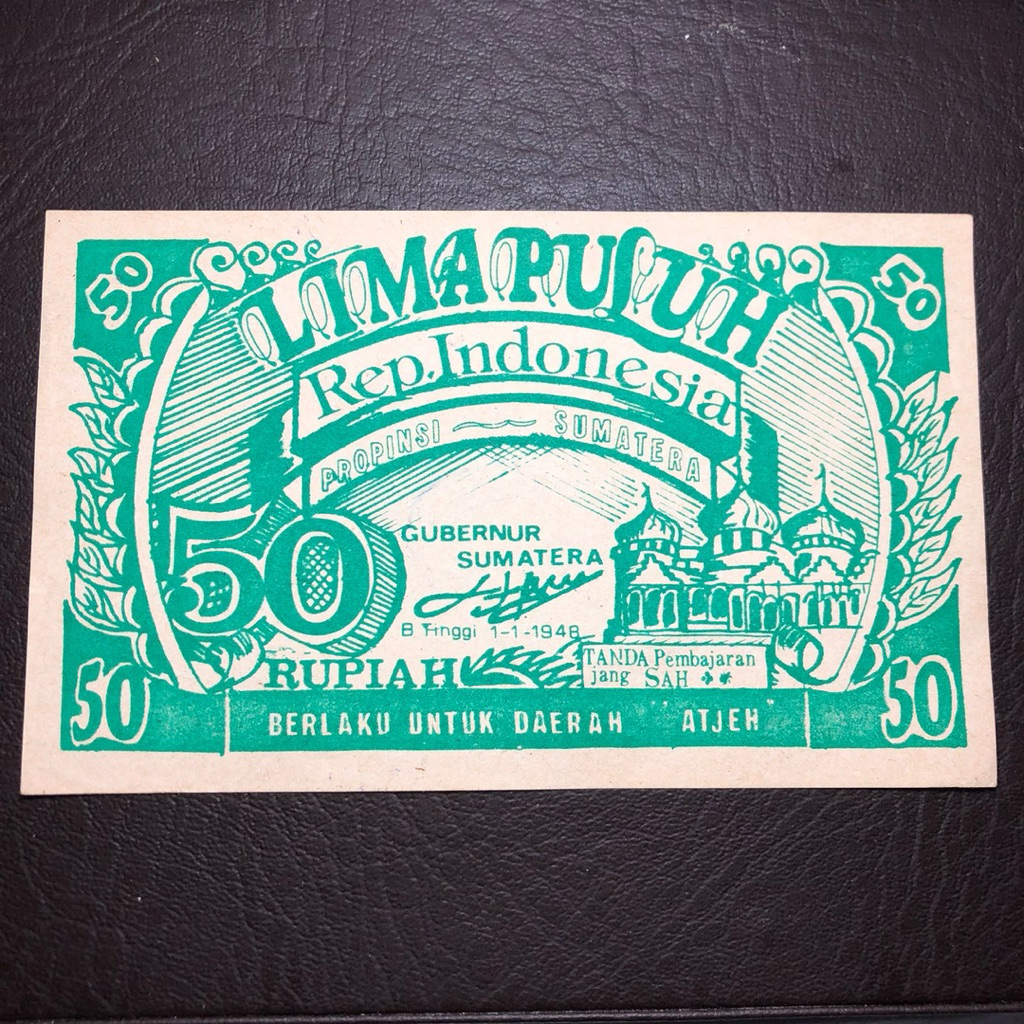 50 50
LIMA PULUH
Rep. Indonesia
PROPINSI SUMATERA
50
GUBERNUR
SUMATERA
B Tinggi 1-1-1948
RUPIAH
TANDA Pembajaran
jang SAH
50 50
BERLAKU UNTUK DAERAH "ATJEH"